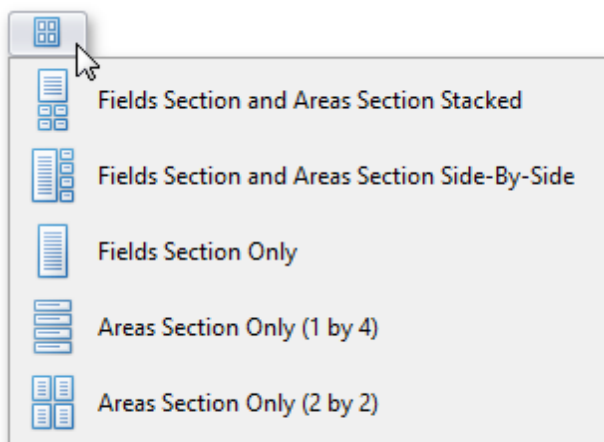 Fields Section and Areas Section Stacked
Fields Section and Areas Section Side-By-Side
Fields Section Only
Areas Section Only (1 by 4)
Areas Section Only (2 by 2)